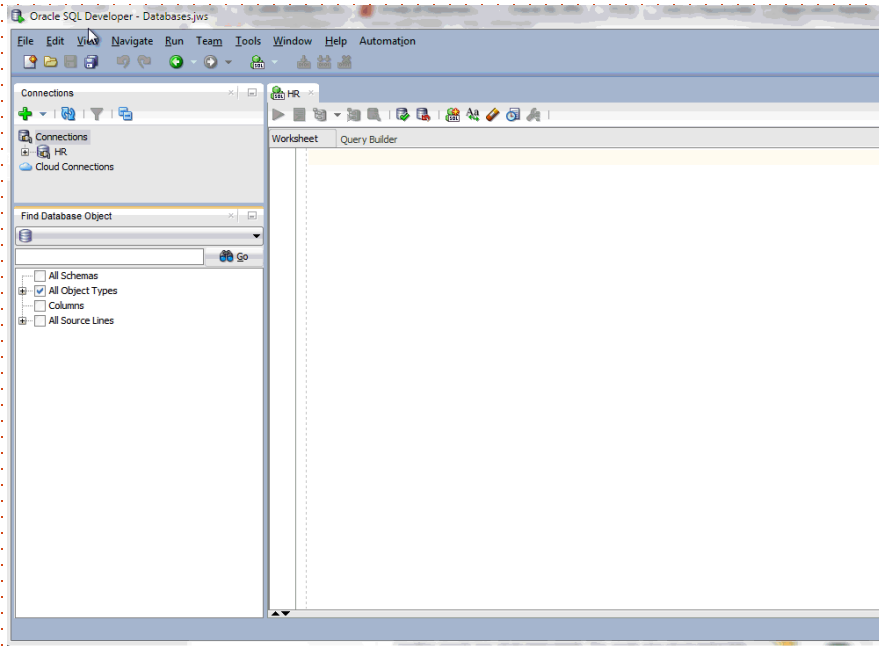 Oracle SQL Developer - Databases.jws
File Edit View Navigate Run Team Tools Window Help Automation
Connections
Connections
HR
Cloud Connections
Find Database Object
Go
All Schemas
All Object Types
Columns
All Source Lines
HR
Worksheet Query Builder